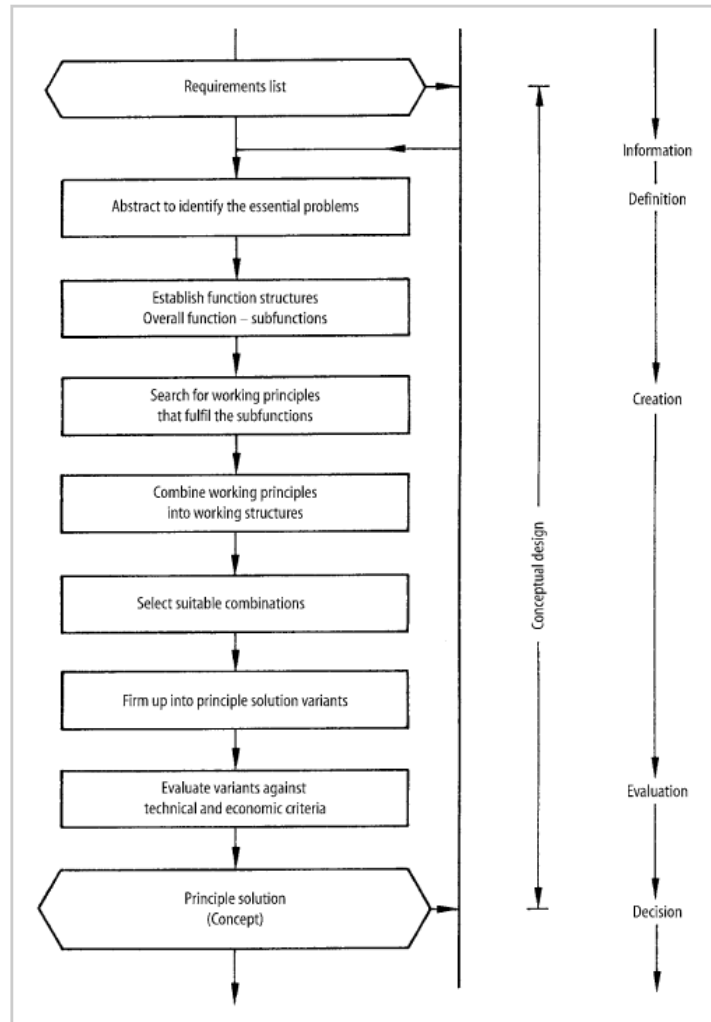 Requirements list
Information
Abstract to identify the essential problems
Definition
Establish function structures
Overall function – subfunctions
Search for working principles
that fulfil the subfunctions
Creation
Combine working principles
into working structures
Conceptual design
Select suitable combinations
Firm up into principle solution variants
Evaluate variants against
technical and economic criteria
Evaluation
Principle solution
(Concept)
Decision